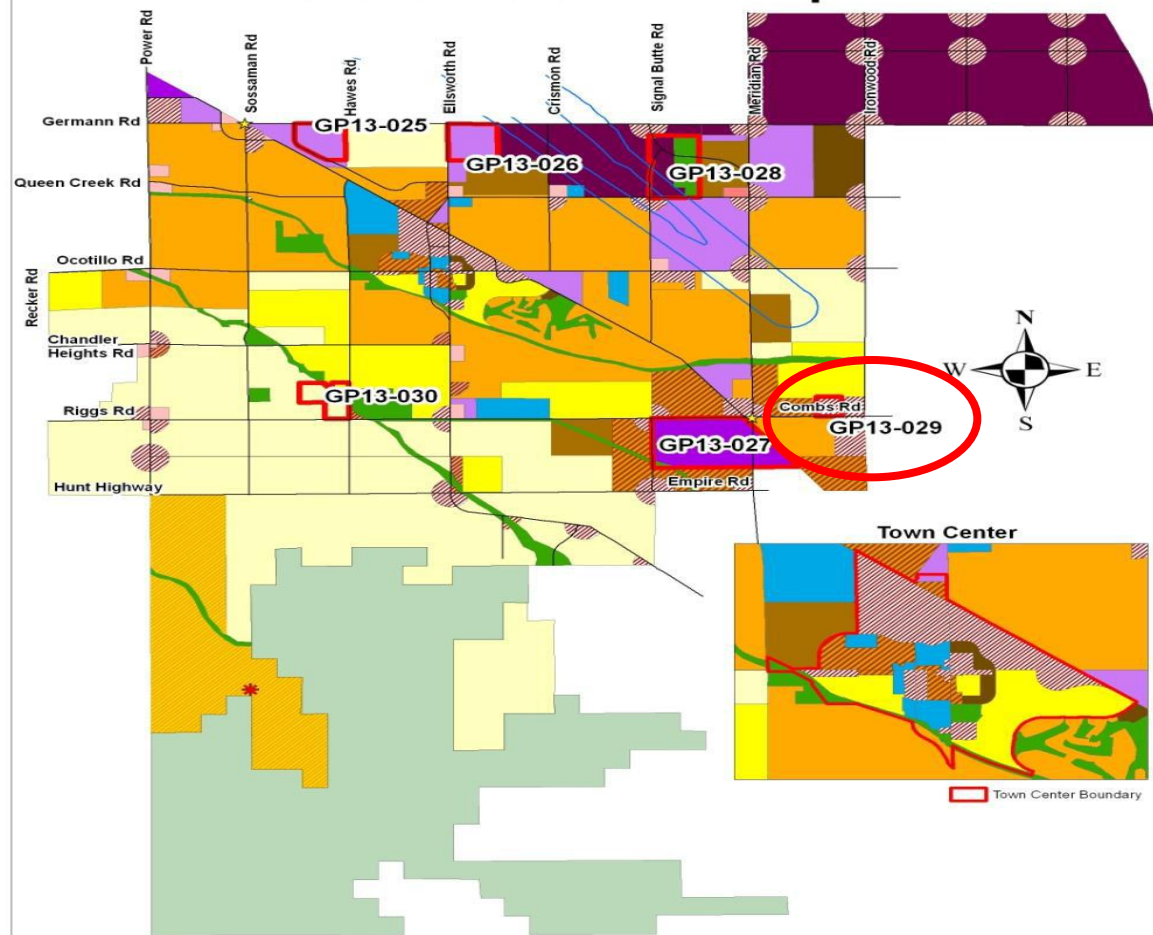 Power Rd
Sossaman Rd
Hawes Rd
Ellsworth Rd
Crismon Rd
Signal Butte Rd
Meridian Rd
Ironwood Rd
Germann Rd
GP13-025
GP13-026
GP13-028
Queen Creek Rd
Ocotillo Rd
Recker Rd
Chandler
Heights Rd
N
W
E
S
GP13-030
Riggs Rd
Combs Rd
GP13-029
GP13-027
Hunt Highway
Empire Rd
Town Center
Town Center Boundary